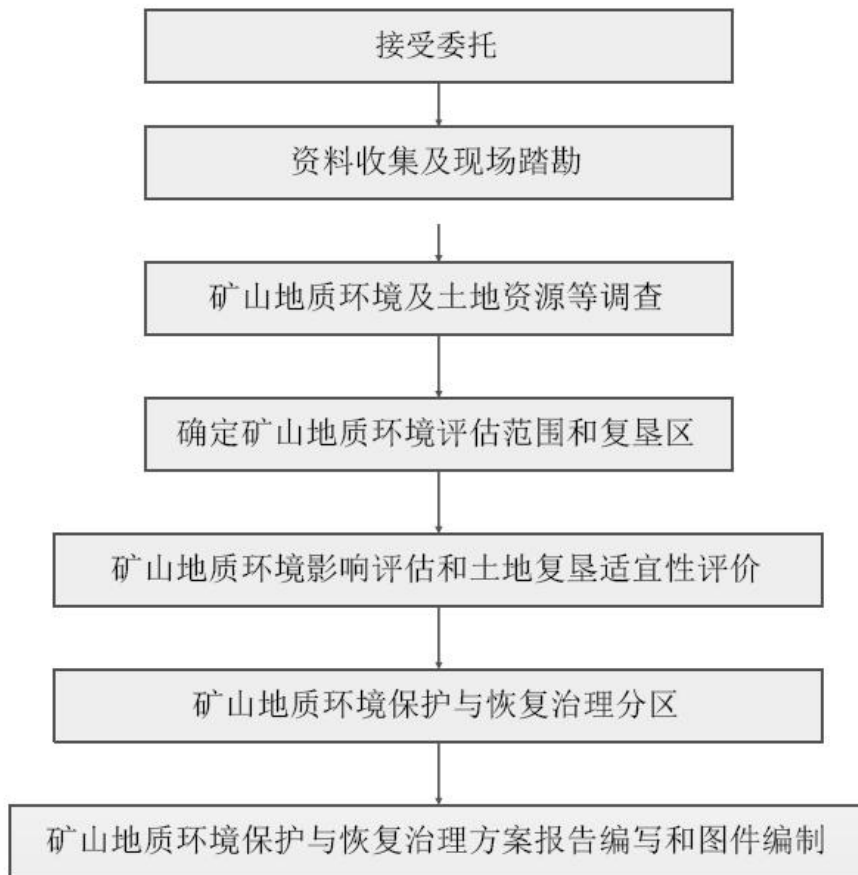 接受委托
资料收集及现场踏勘
矿山地质环境及土地资源等调查
确定矿山地质环境评估范围和复垦区
矿山地质环境影响评估和土地复垦适宜性评价
矿山地质环境保护与恢复治理分区
矿山地质环境保护与恢复治理方案报告编写和图件编制